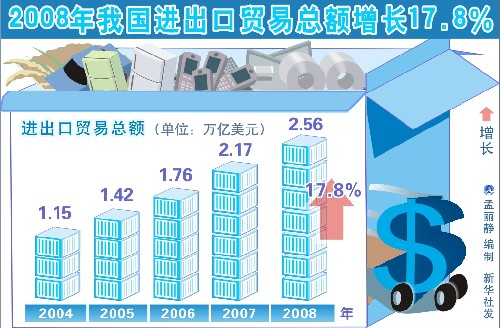 2008年我国进出口贸易总额增长17.8%
进出口贸易总额(单位:万亿美元)
1.15
1.42
1.76
2.17
2.56
17.8%
2004
2005
2006
2007
2008
年
增长
$
孟丽静 编制 新华社发